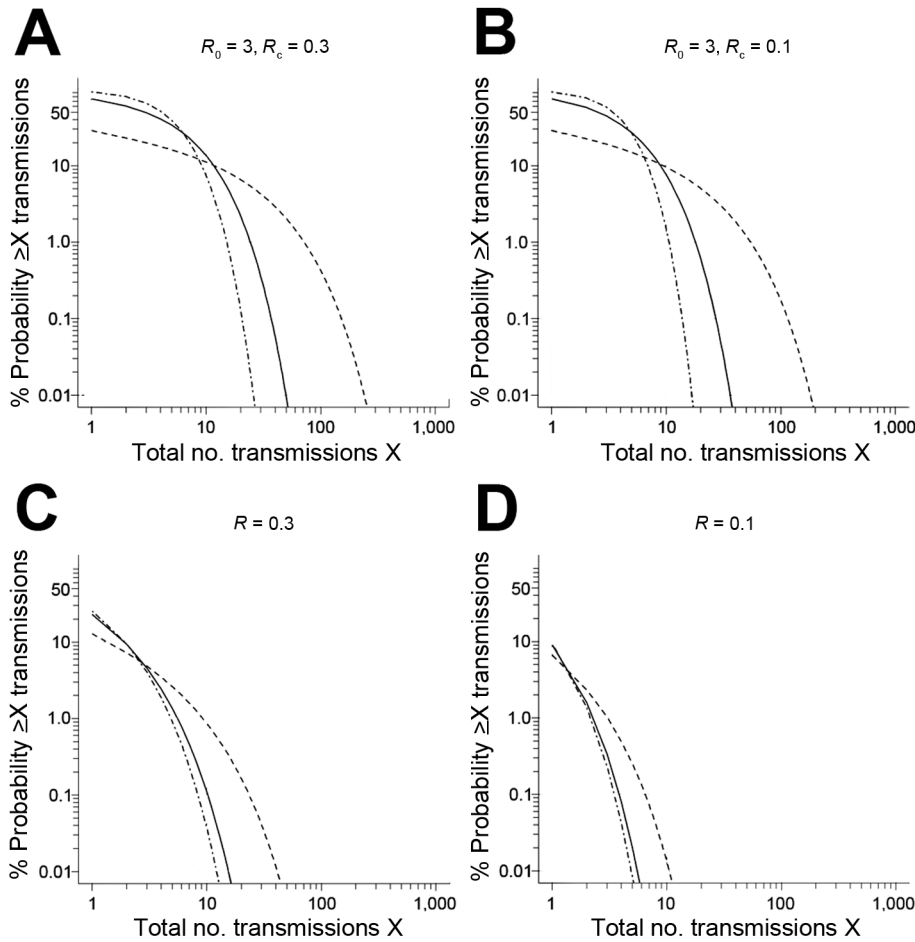 A
R0 = 3, Rc = 0.3
% Probability ≥X transmissions
50
10
1.0
0.1
0.01
1
10
100
1,000
Total no. transmissions X
B
R0 = 3, Rc = 0.1
% Probability ≥X transmissions
50
10
1.0
0.1
0.01
1
10
100
1,000
Total no. transmissions X
C
R = 0.3
% Probability ≥X transmissions
50
10
1.0
0.1
0.01
1
10
100
1,000
Total no. transmissions X
D
R = 0.1
% Probability ≥X transmissions
50
10
1.0
0.1
0.01
1
10
100
1,000
Total no. transmissions X